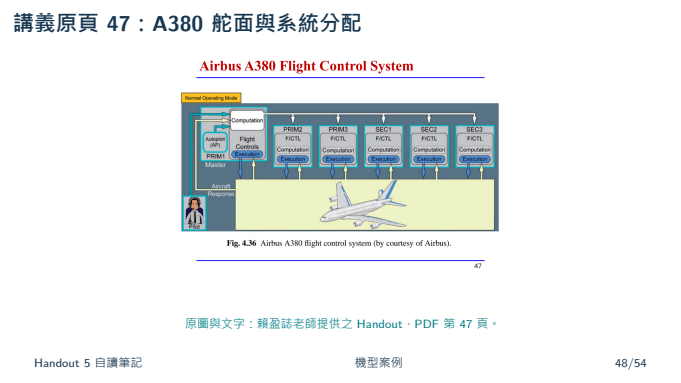 講義原頁 47：A380 舵面與系統分配
Airbus A380 Flight Control System
Normal Operating Mode
Computation
PRIM2
PRIM3
SEC1
SEC2
SEC3
Autopilot
(AP)
Flight
Controls
F/CTL
F/CTL
F/CTL
F/CTL
F/CTL
Computation
Computation
Computation
Computation
Computation
PRIM1
Execution
Execution
Execution
Execution
Execution
Execution
Master
Aircraft
Response
Pilot
Fig. 4.36 Airbus A380 flight control system (by courtesy of Airbus).
47
原圖與文字：賴盈誌老師提供之 Handout，PDF 第 47 頁。
Handout 5 自讀筆記
機型案例
48/54